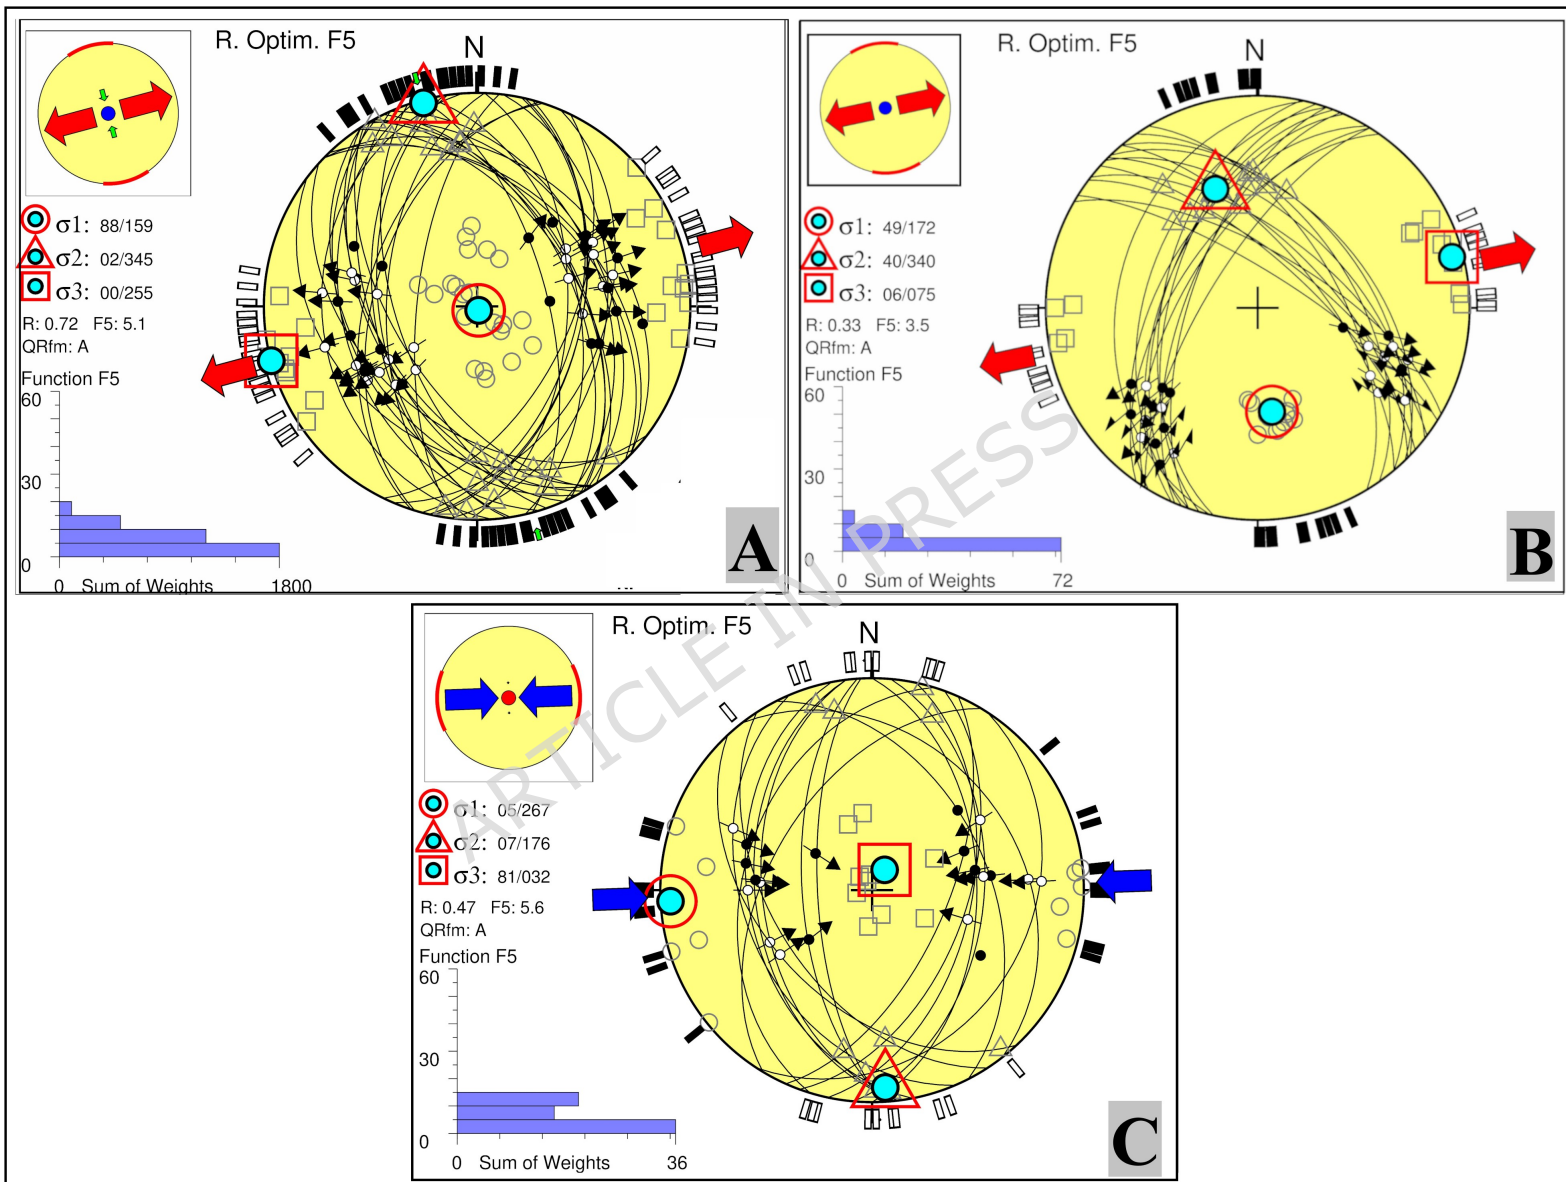 R. Optim. F5
N
σ1: 88/159
σ2: 02/345
σ3: 00/255
R: 0.72 F5: 5.1
QRfm: A
Function F5
60
30
0
0 Sum of Weights 1800
A
R. Optim. F5
N
σ1: 49/172
σ2: 40/340
σ3: 06/075
R: 0.33 F5: 3.5
QRfm: A
Function F5
60
30
0
0 Sum of Weights 72
B
R. Optim. F5
N
σ1: 05/267
σ2: 07/176
σ3: 81/032
R: 0.47 F5: 5.6
QRfm: A
Function F5
60
30
0
0 Sum of Weights 36
C
ARTICLE IN PRESS